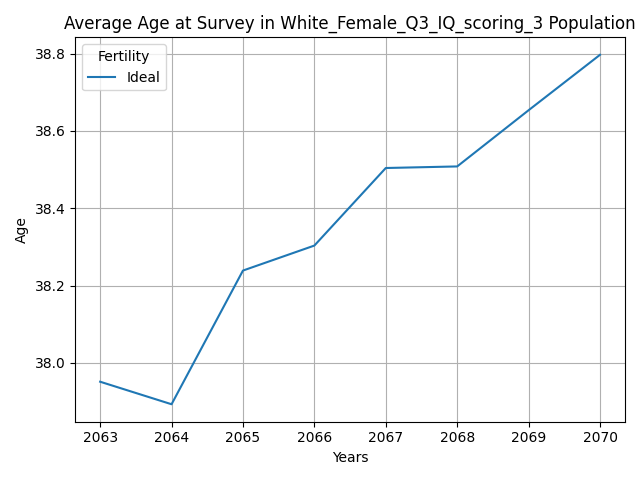 Average Age at Survey in White_Female_Q3_IQ_scoring_3 Population
Fertility
Ideal
Age
38.8
38.6
38.4
38.2
38.0
2063 2064 2065 2066 2067 2068 2069 2070
Years